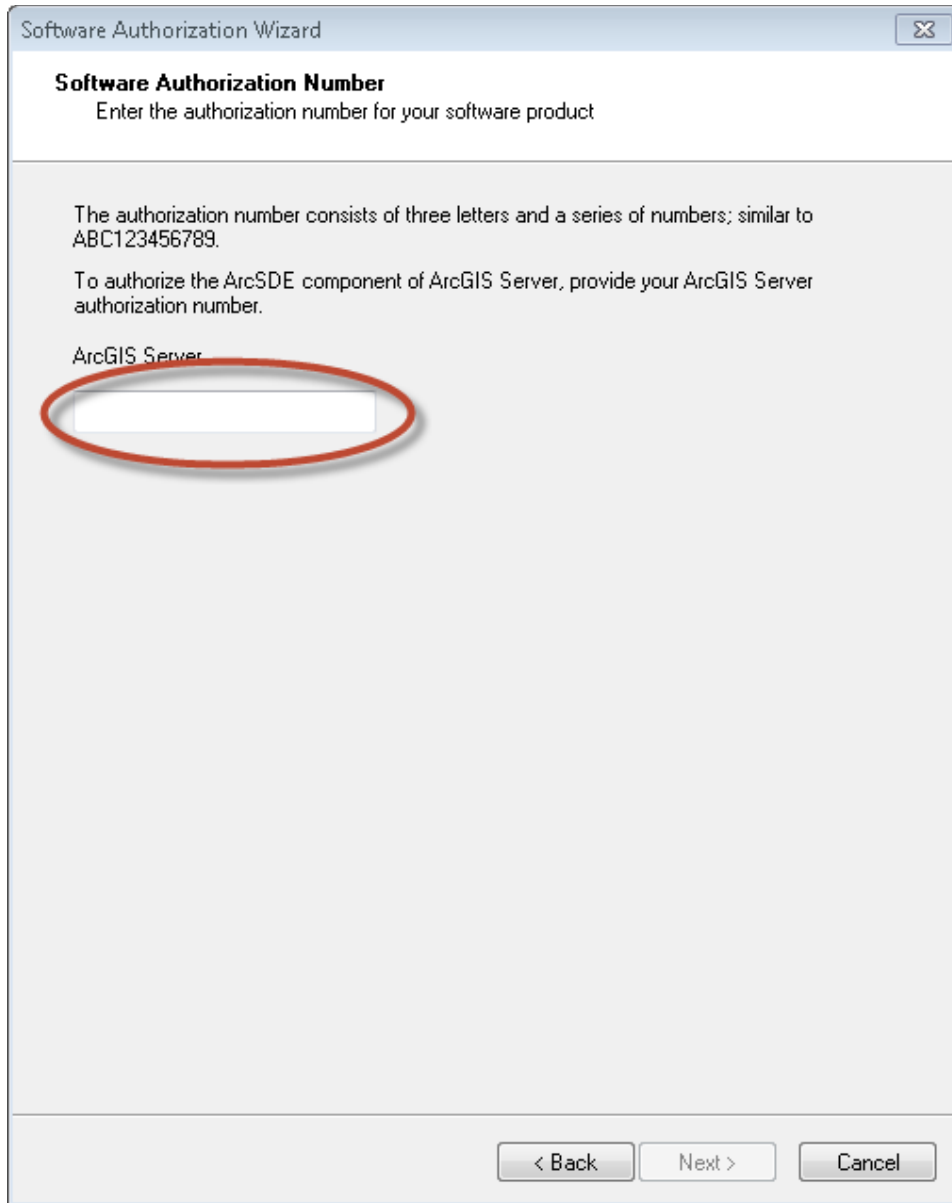 Software Authorization Wizard
Software Authorization Number
Enter the authorization number for your software product
The authorization number consists of three letters and a series of numbers; similar to
ABC123456789.
To authorize the ArcSDE component of ArcGIS Server, provide your ArcGIS Server
authorization number.
ArcGIS Server
< Back
Next >
Cancel